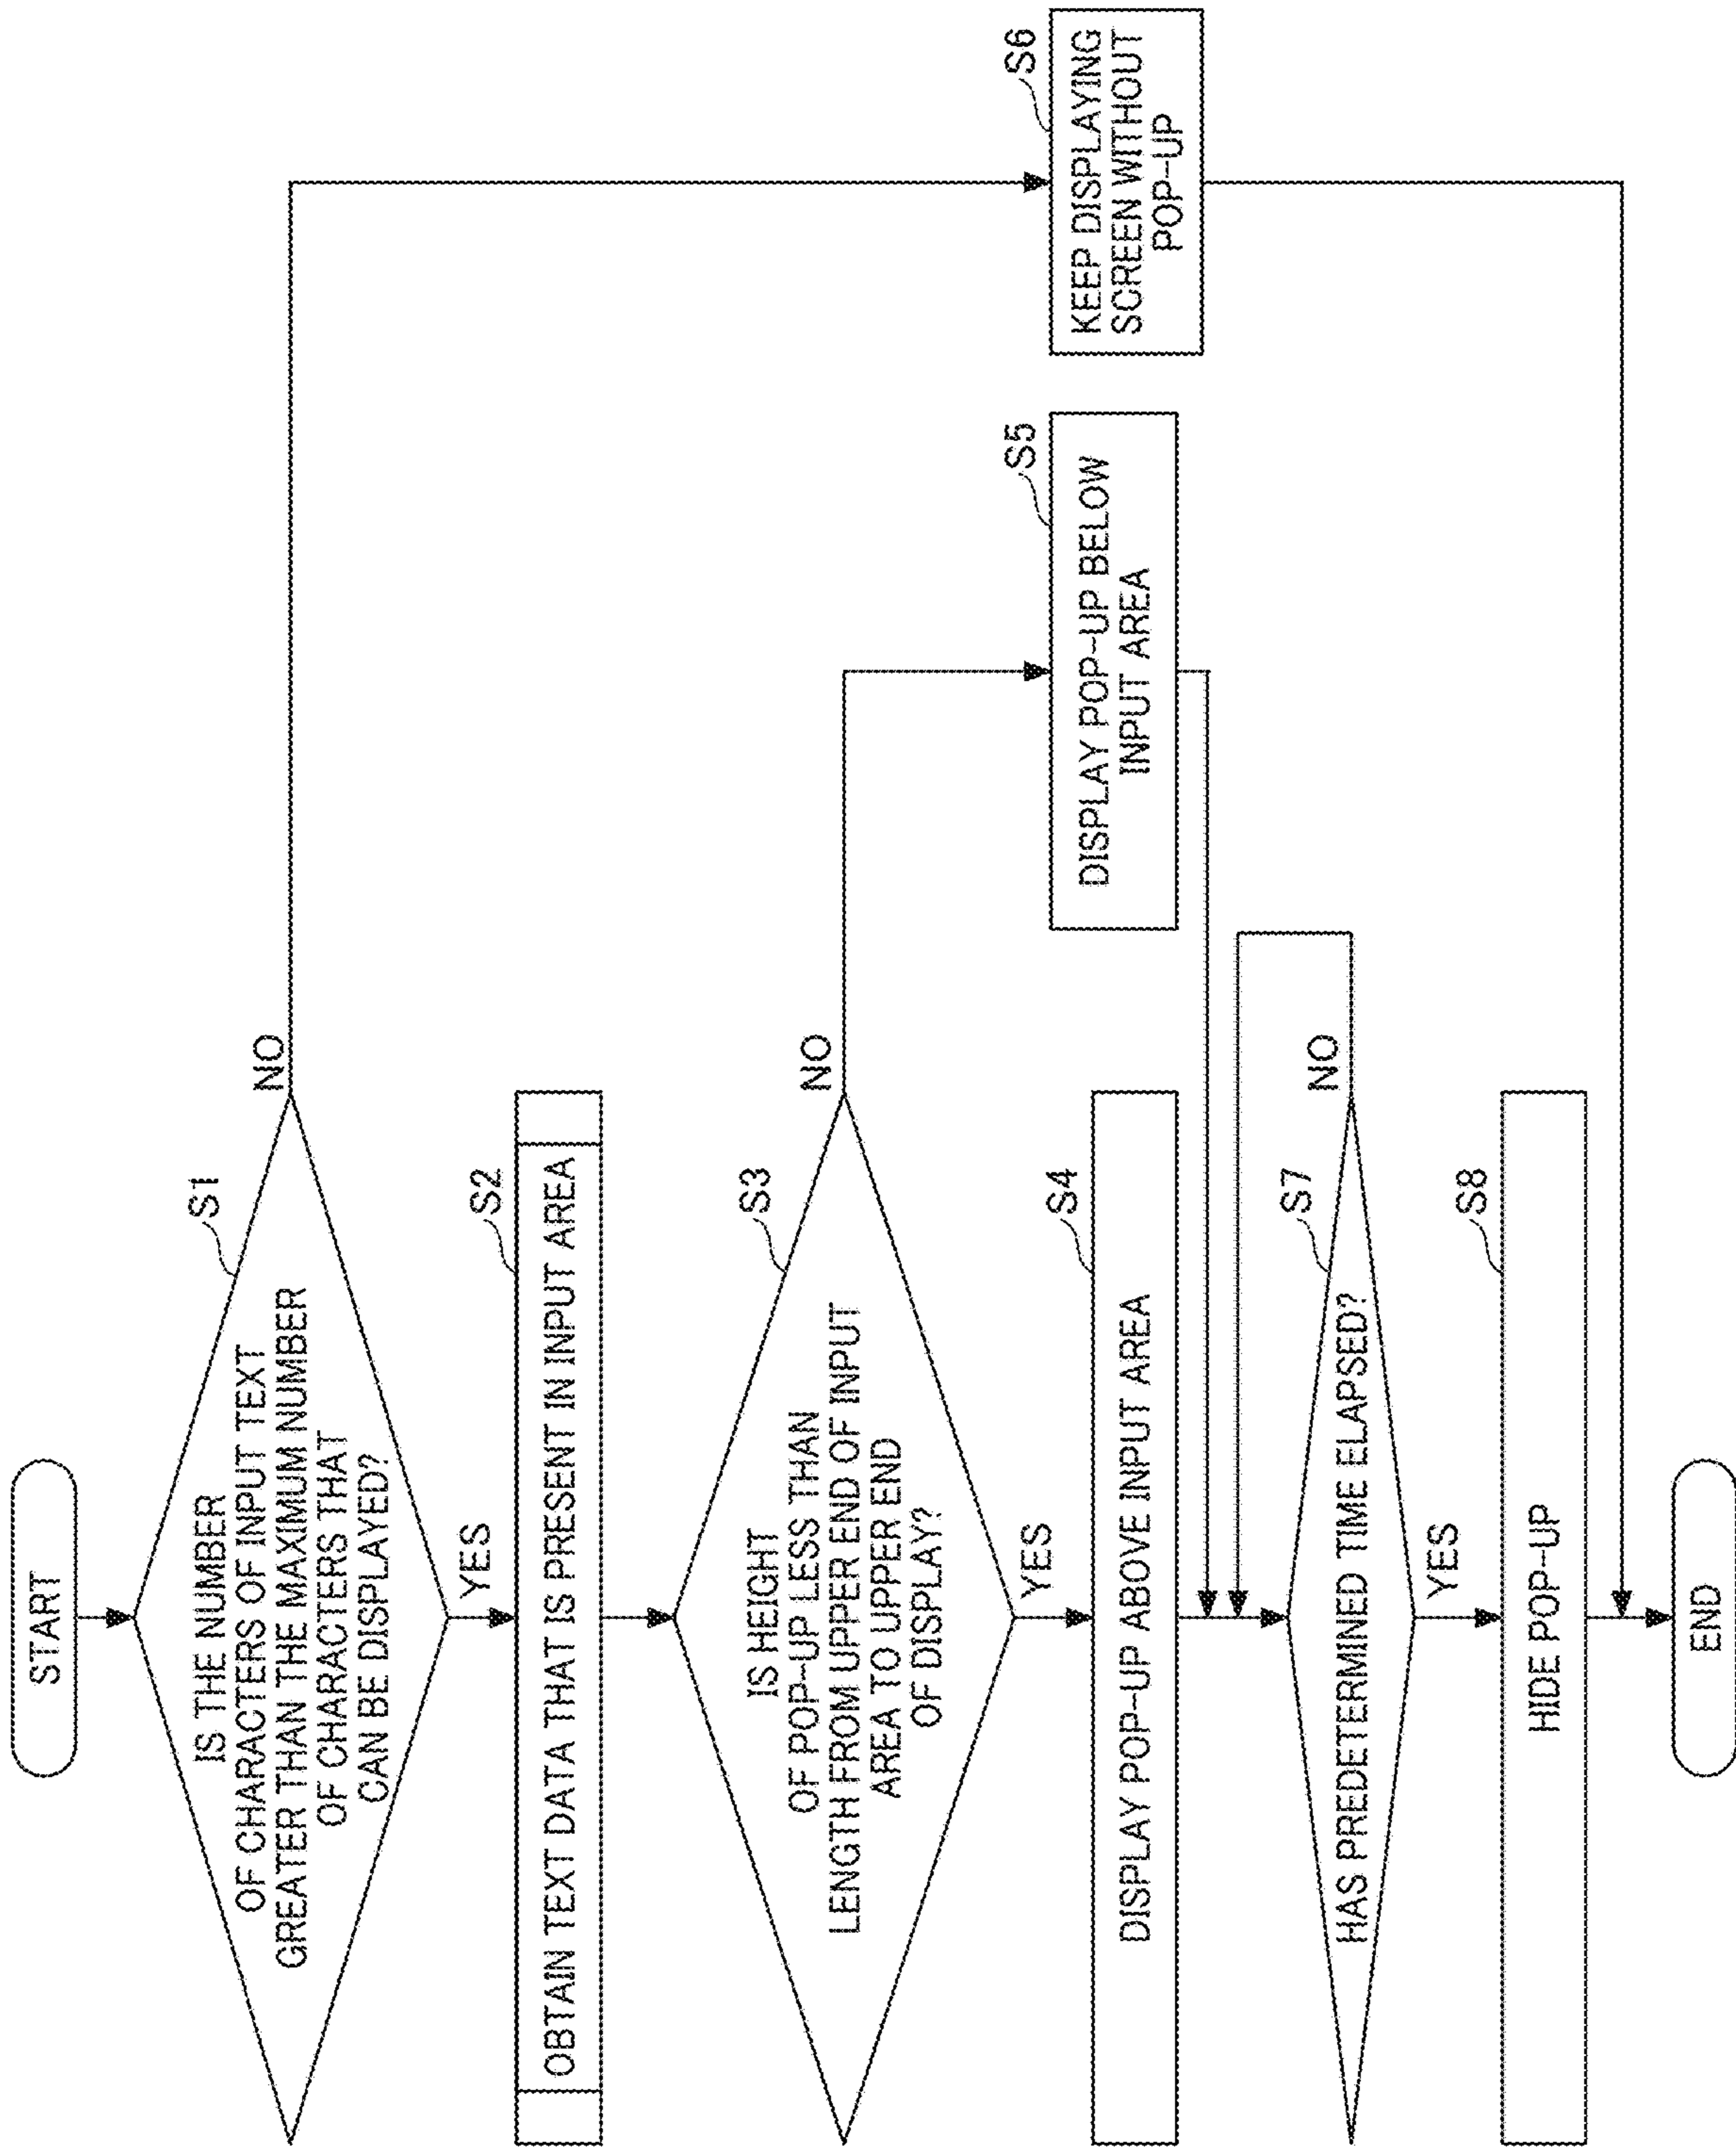 START
S1
IS THE NUMBER
OF CHARACTERS OF INPUT TEXT
GREATER THAN THE MAXIMUM NUMBER
OF CHARACTERS THAT
CAN BE DISPLAYED?
NO
YES
S2
OBTAIN TEXT DATA THAT IS PRESENT IN INPUT AREA
S3
IS HEIGHT
OF POP-UP LESS THAN
LENGTH FROM UPPER END OF INPUT
AREA TO UPPER END
OF DISPLAY?
NO
YES
S4
DISPLAY POP-UP ABOVE INPUT AREA
S5
DISPLAY POP-UP BELOW
INPUT AREA
S6
KEEP DISPLAYING
SCREEN WITHOUT
POP-UP
S7
HAS PREDETERMINED TIME ELAPSED?
NO
YES
S8
HIDE POP-UP
END